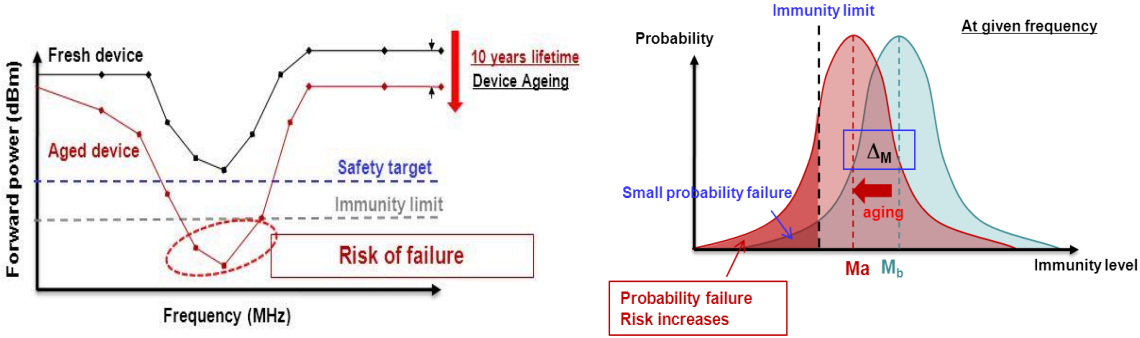 Fresh device
10 years lifetime
Device Ageing
Forward power (dBm)
Aged device
Safety target
Immunity limit
Risk of failure
Frequency (MHz)
Immunity limit
At given frequency
Probability
ΔM
Small probability failure
aging
Ma
Mb
Immunity level
Probability failure
Risk increases